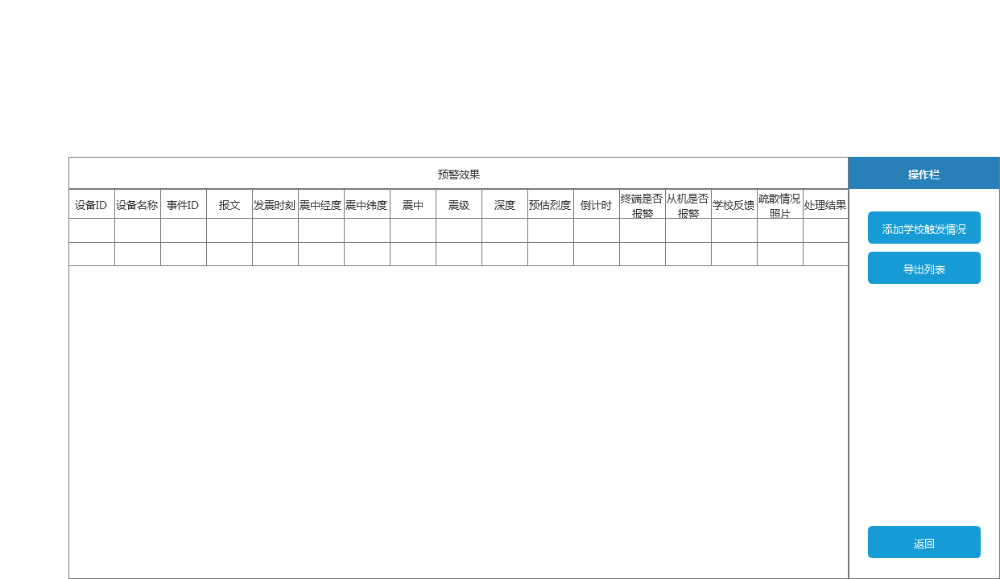 预警效果
操作栏
设备ID 设备名称 事件ID 报文 发震时刻 震中经度 震中纬度 震中 震级 深度 预估烈度 倒计时 终端是否报警 从机是否报警 学校反馈 疏散情况照片 处理结果
添加学校触发情况
导出列表
返回